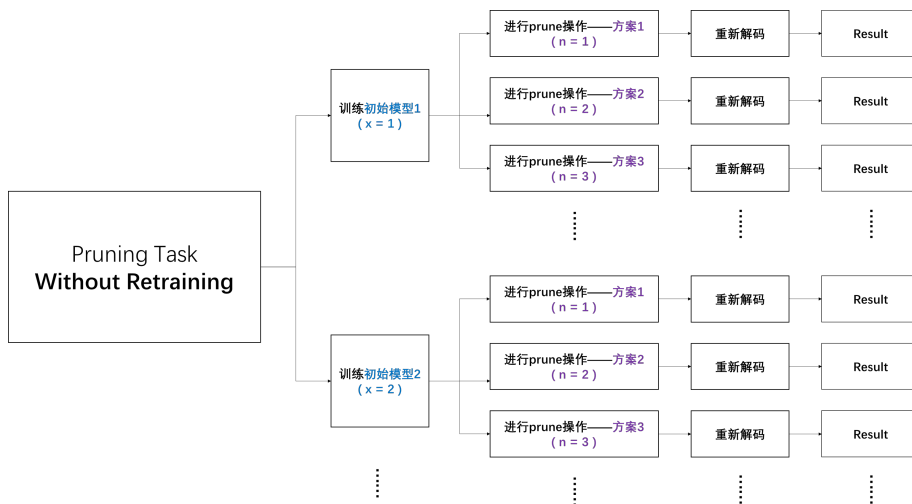 Pruning Task
Without Retraining
训练初始模型1
( x = 1 )
进行prune操作——方案1
( n = 1 )
重新解码
Result
进行prune操作——方案2
( n = 2 )
重新解码
Result
进行prune操作——方案3
( n = 3 )
重新解码
Result
训练初始模型2
( x = 2 )
进行prune操作——方案1
( n = 1 )
重新解码
Result
进行prune操作——方案2
( n = 2 )
重新解码
Result
进行prune操作——方案3
( n = 3 )
重新解码
Result